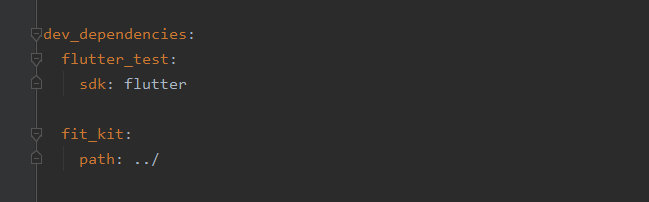 dev_dependencies:
flutter_test:
sdk: flutter
fit_kit:
path: ../